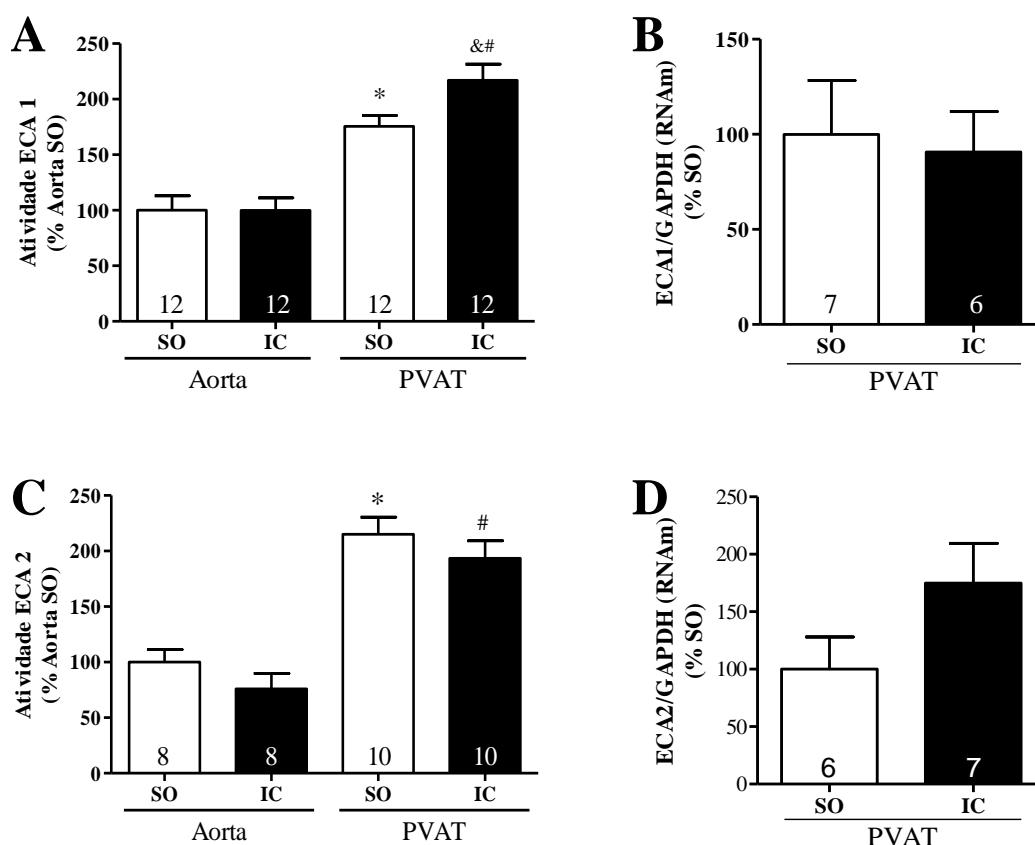 A
Atividade ECA 1
(% Aorta SO)
250
200
150
100
50
0
*
&#
12
12
12
12
SO
IC
SO
IC
Aorta
PVAT
B
ECA1/GAPDH (RNAm)
(% SO)
150
100
50
0
7
6
SO
IC
PVAT
C
Atividade ECA 2
(% Aorta SO)
250
200
150
100
50
0
*
#
8
8
10
10
SO
IC
SO
IC
Aorta
PVAT
D
ECA2/GAPDH (RNAm)
(% SO)
250
200
150
100
50
0
6
7
SO
IC
PVAT